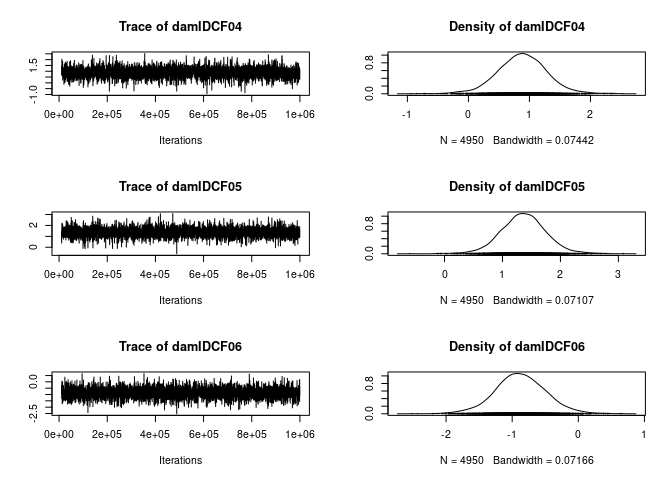 Trace of damIDCF04
Density of damIDCF04
1.5
-1.0
0.8
0.0
0e+00 2e+05 4e+05 6e+05 8e+05 1e+06
-1 0 1 2
Iterations
N = 4950 Bandwidth = 0.07442
Trace of damIDCF05
Density of damIDCF05
2
0
0.8
0.0
0e+00 2e+05 4e+05 6e+05 8e+05 1e+06
0 1 2 3
Iterations
N = 4950 Bandwidth = 0.07107
Trace of damIDCF06
Density of damIDCF06
0.0
-2.5
0.8
0.0
0e+00 2e+05 4e+05 6e+05 8e+05 1e+06
-2 -1 0 1
Iterations
N = 4950 Bandwidth = 0.07166